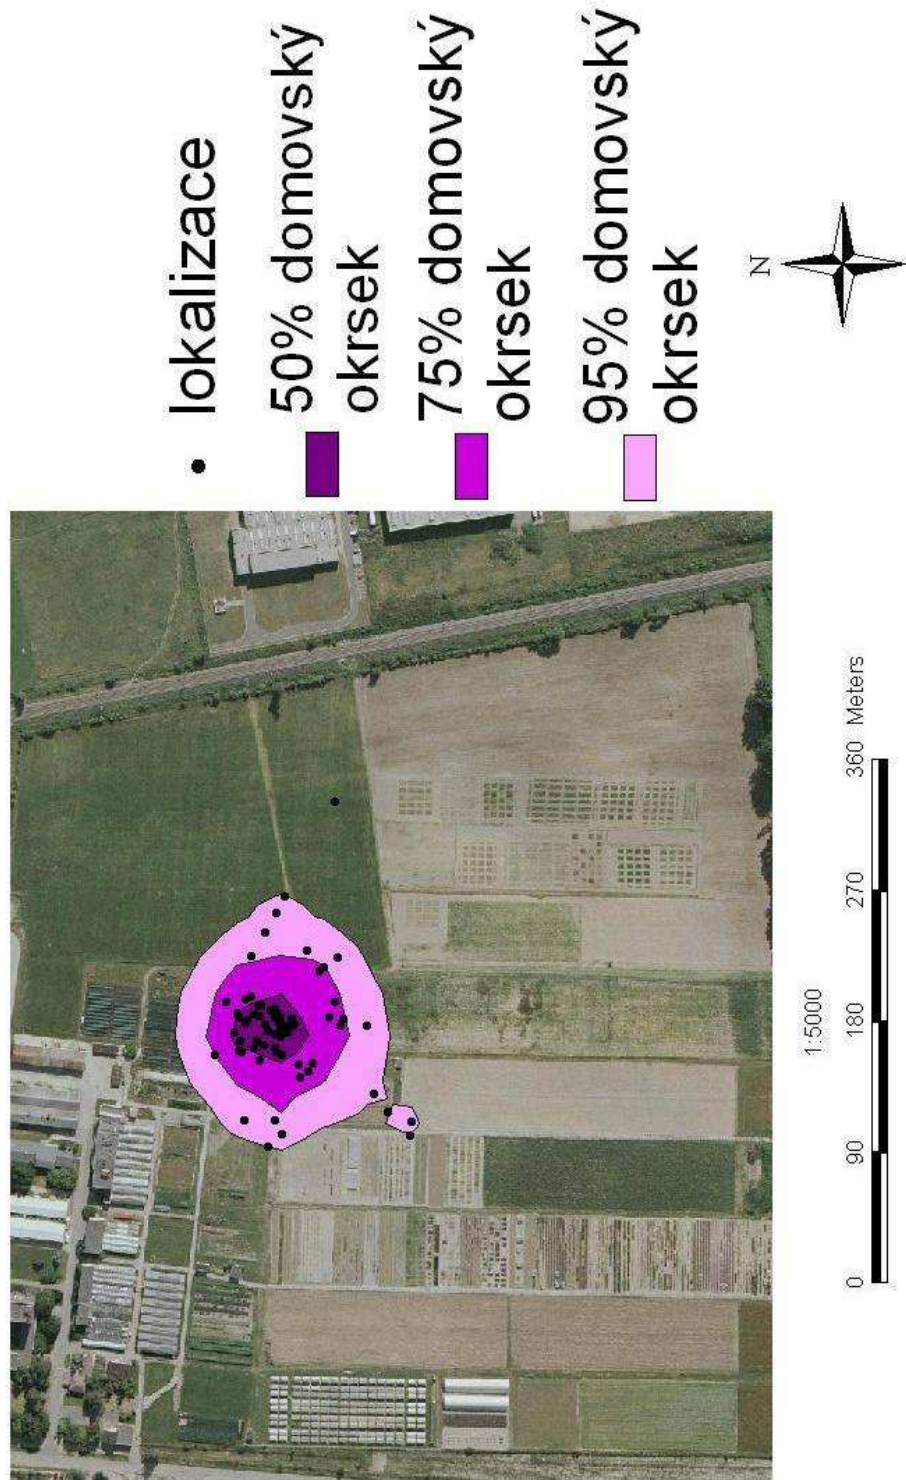 lokalizace
50% domovský
okrsek
75% domovský
okrsek
95% domovský
okrsek
N
1:5000
0 90 180 270 360 Meters